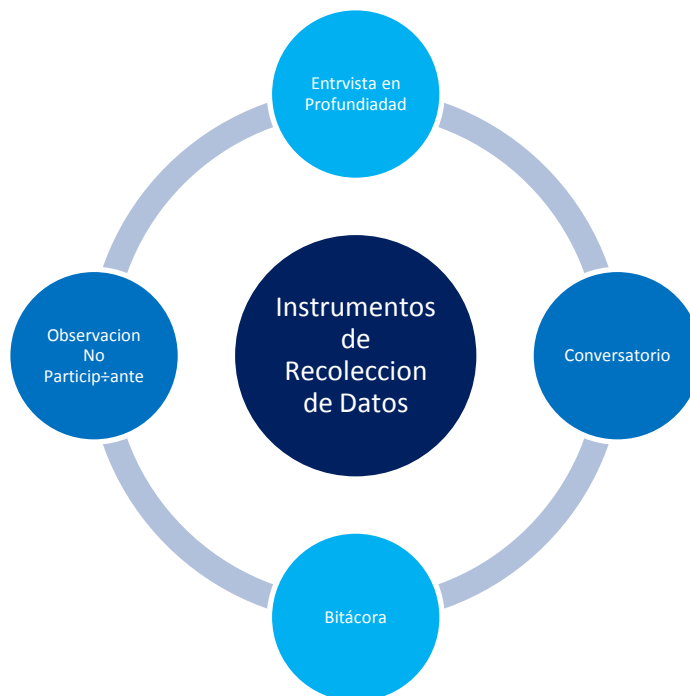 Entrvista en
Profundiadad
Instrumentos
de
Recoleccion
de Datos
Observacion
No
Particip÷ante
Conversatorio
Bitácora